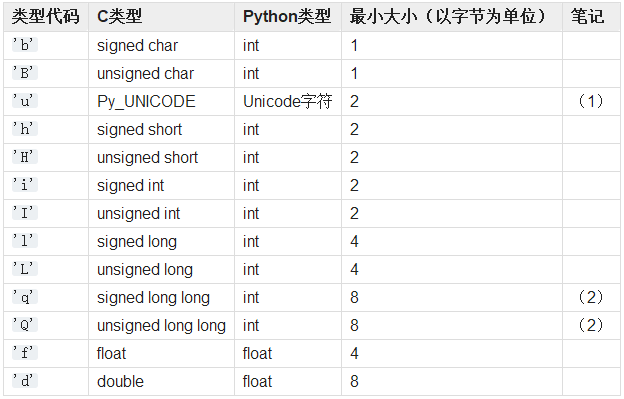 类型代码 C类型 Python类型 最小大小（以字节为单位） 笔记
'b' signed char int 1
'B' unsigned char int 1
'u' Py_UNICODE Unicode字符 2 （1）
'h' signed short int 2
'H' unsigned short int 2
'i' signed int int 2
'I' unsigned int int 2
'l' signed long int 4
'L' unsigned long int 4
'q' signed long long int 8 （2）
'Q' unsigned long long int 8 （2）
'f' float float 4
'd' double float 8